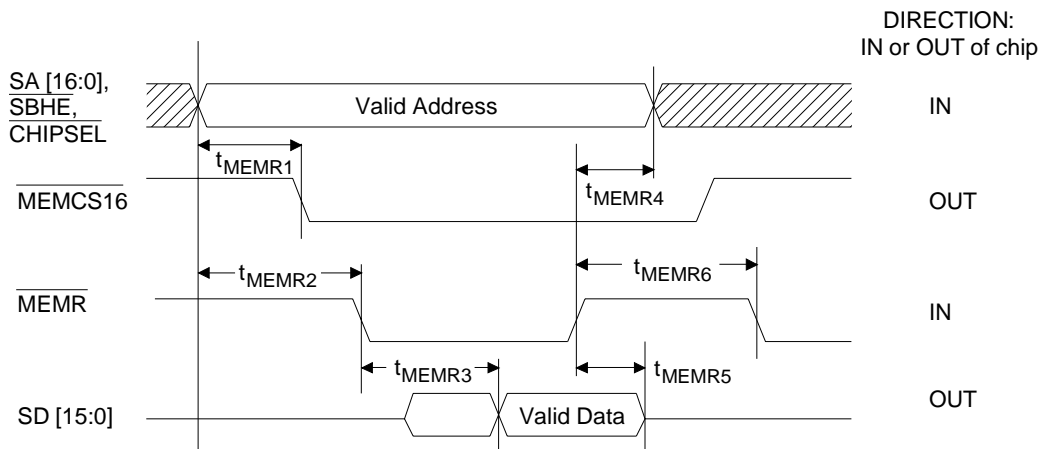 DIRECTION:
IN or OUT of chip
SA [16:0],
SBHE,
CHIPSEL
Valid Address
IN
tMEMR1
tMEMR4
MEMCS16
OUT
tMEMR2
tMEMR6
MEMR
IN
tMEMR3
tMEMR5
SD [15:0]
Valid Data
OUT